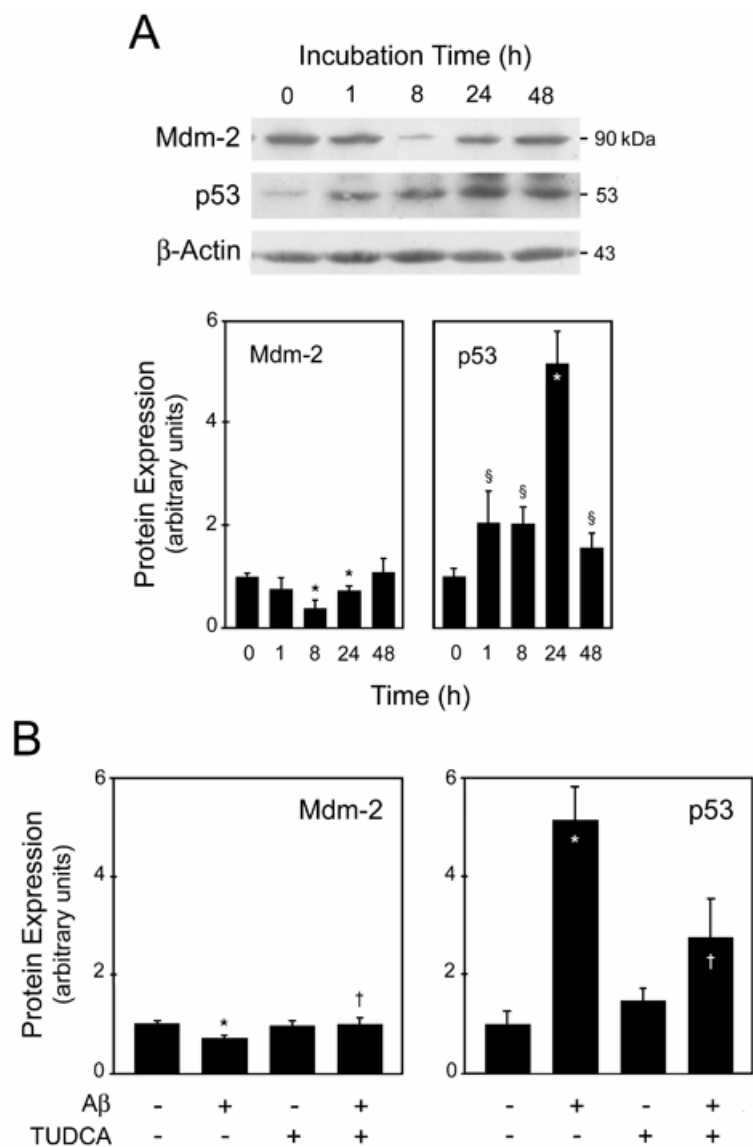 A
Incubation Time (h)
0 1 8 24 48
Mdm-2 - 90 kDa
p53 - 53
β-Actin - 43
Protein Expression
(arbitrary units)
6
4
2
0
Mdm-2
* *
0 1 8 24 48
p53
§ § * §
0 1 8 24 48
Time (h)
B
Protein Expression
(arbitrary units)
6
4
2
0
Mdm-2
* †
6
4
2
0
p53
* †
Aβ - + - + - + - +
TUDCA - - + + - - + +